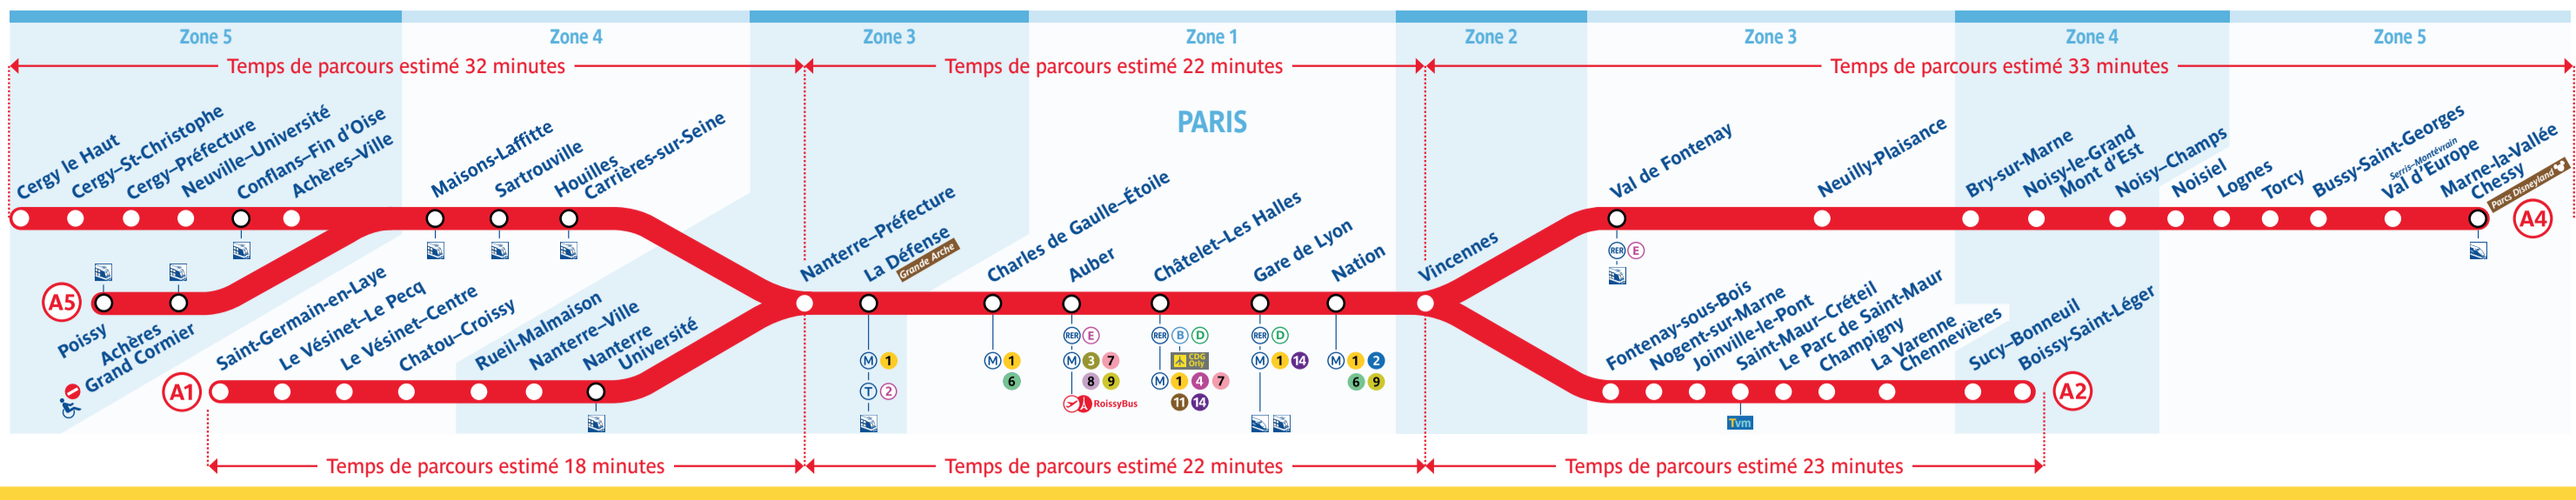 Zone 5
Zone 4
Zone 3
Zone 1
Zone 2
Zone 3
Zone 4
Zone 5
Temps de parcours estimé 32 minutes
Temps de parcours estimé 22 minutes
Temps de parcours estimé 33 minutes
PARIS
Cergy le Haut
Cergy–St-Christophe
Cergy–Préfecture
Neuville–Université
Conflans–Fin d'Oise
Achères–Ville
Maisons-Laffitte
Sartrouville
Houilles
Carrières-sur-Seine
Nanterre–Préfecture
La Défense
Grande Arche
Charles de Gaulle–Étoile
Auber
Châtelet–Les Halles
Gare de Lyon
Nation
Vincennes
Val de Fontenay
Neuilly-Plaisance
Bry-sur-Marne
Noisy-le-Grand
Mont d'Est
Noisy–Champs
Noisiel
Lognes
Torcy
Bussy-Saint-Georges
Serris–Montévrain
Val d'Europe
Marne-la-Vallée
Chessy
Parcs Disneyland
A4
RER E
A5
Poissy
Achères
Grand Cormier
A1
Saint-Germain-en-Laye
Le Vésinet–Le Pecq
Le Vésinet–Centre
Chatou–Croissy
Rueil-Malmaison
Nanterre–Ville
Nanterre
Université
M 1
T 2
M 1
6
RER E
M 3 7
8 9
RoissyBus
RER B D
CDG
Orly
M 1 4 7
11 14
RER D
M 1 14
M 1 2
6 9
Fontenay-sous-Bois
Nogent-sur-Marne
Joinville-le-Pont
Saint-Maur–Créteil
Le Parc de Saint-Maur
Champigny
La Varenne
Chennevières
Sucy–Bonneuil
Boissy-Saint-Léger
A2
Tvm
Temps de parcours estimé 18 minutes
Temps de parcours estimé 22 minutes
Temps de parcours estimé 23 minutes